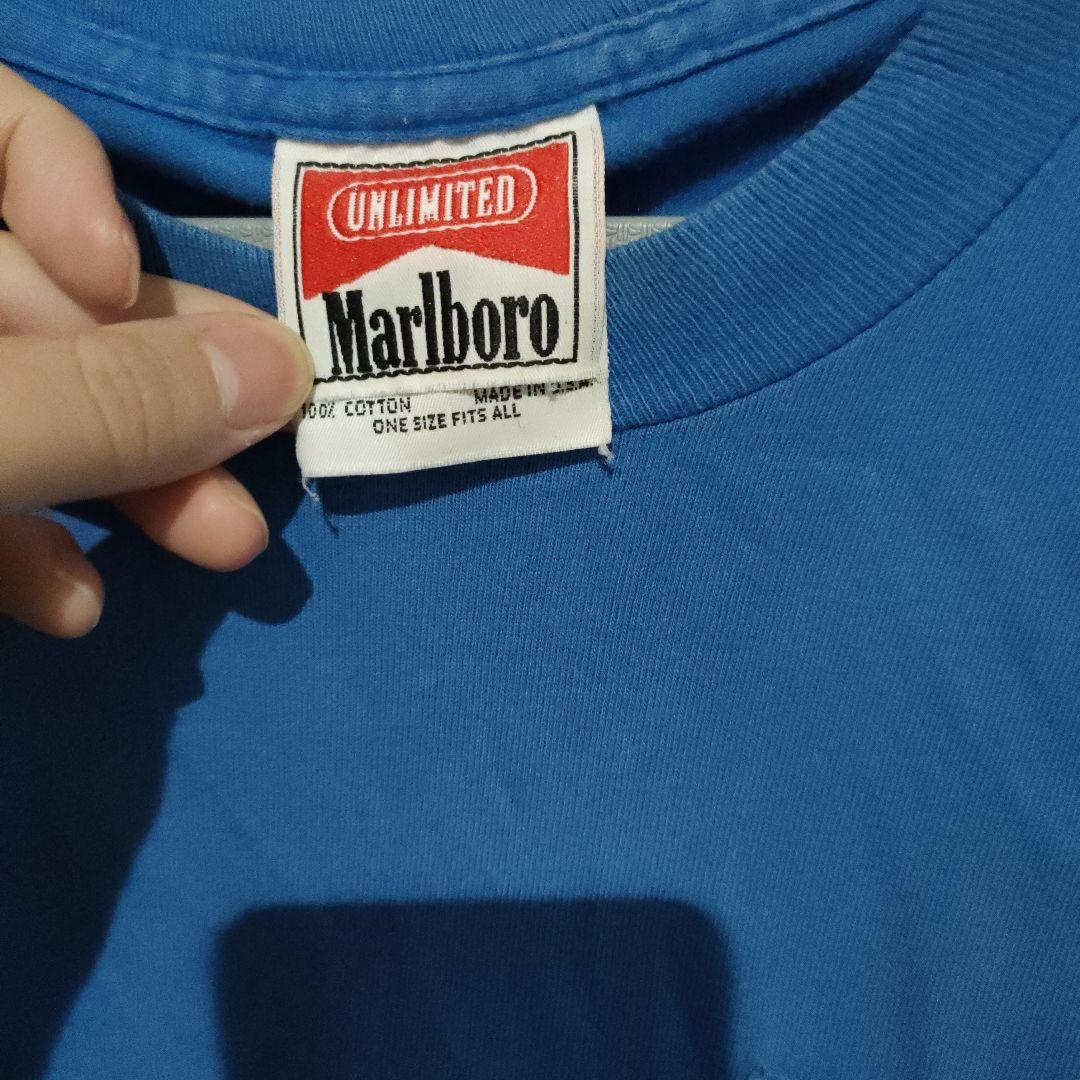 UNLIMITED
Marlboro
100% COTTON MADE IN U.S.A.
ONE SIZE FITS ALL